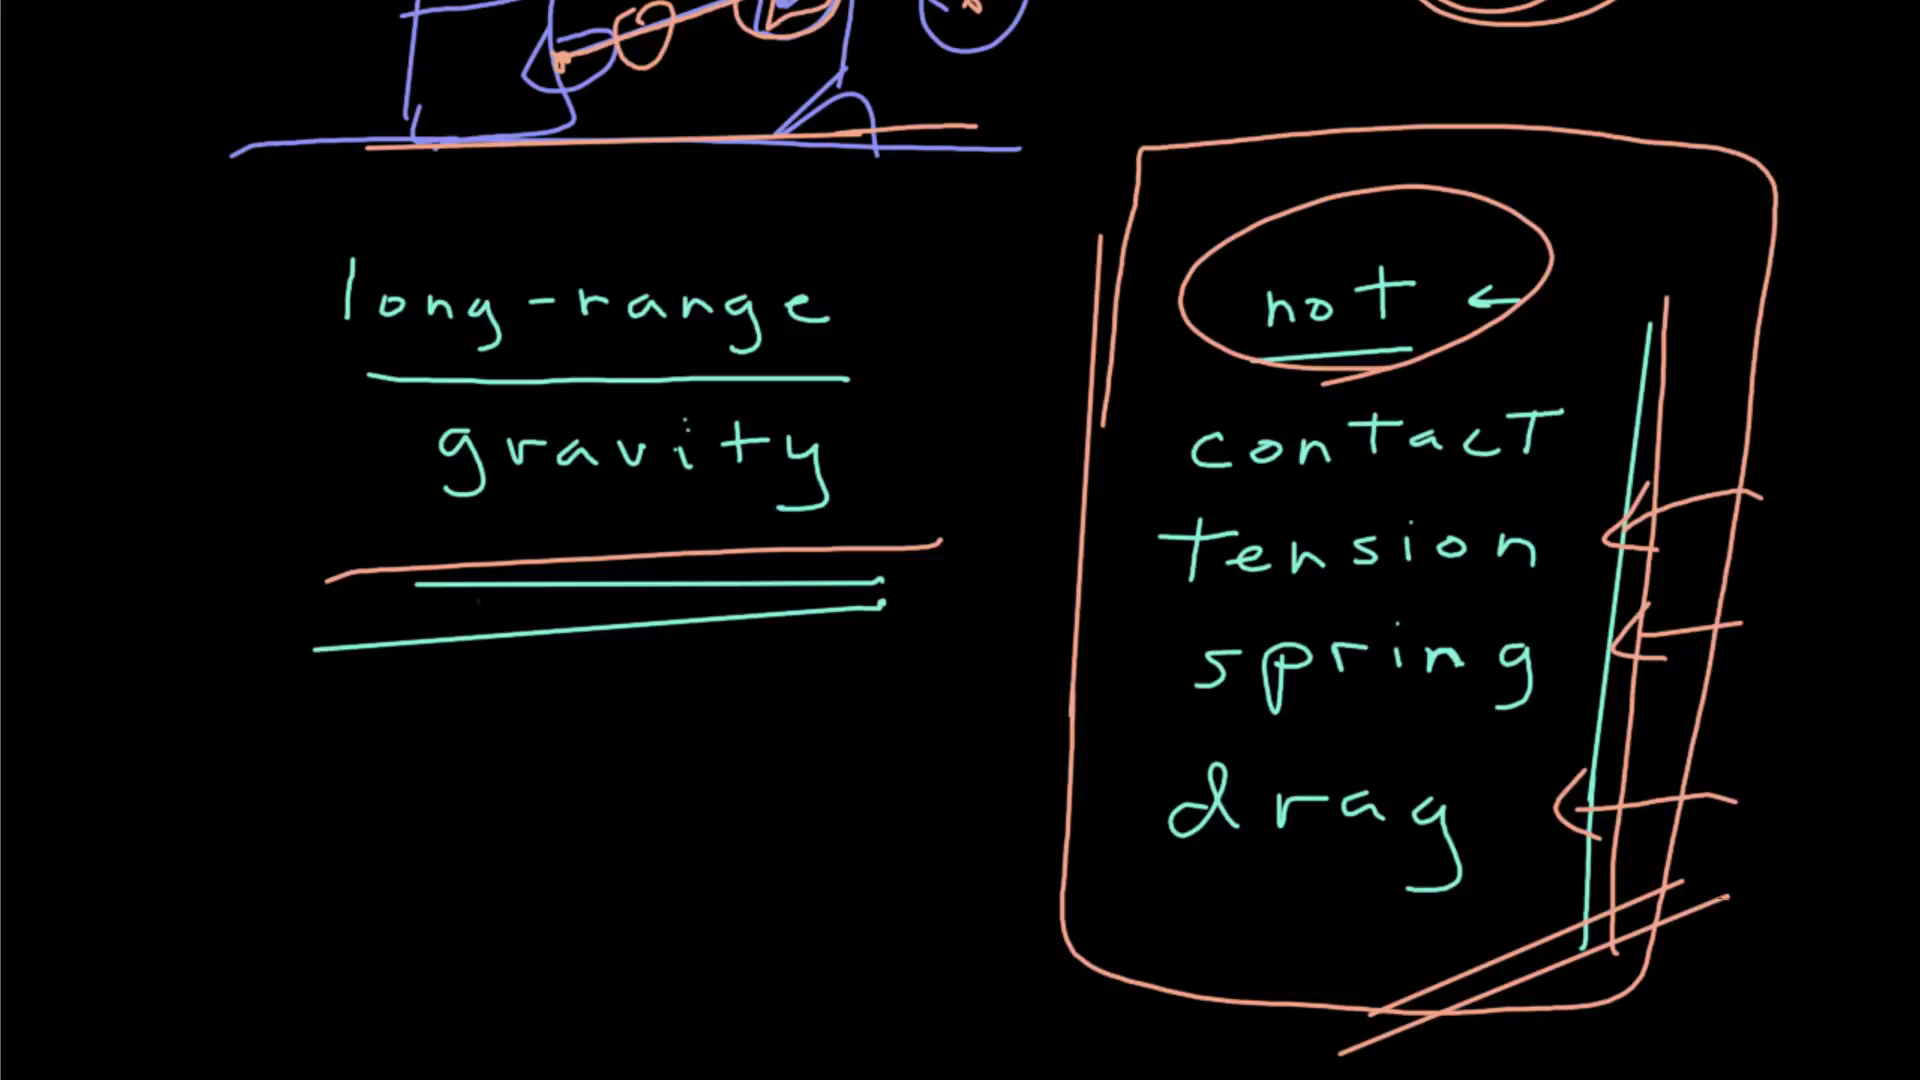 long-range
gravity
not ←
contact
tension
spring
drag